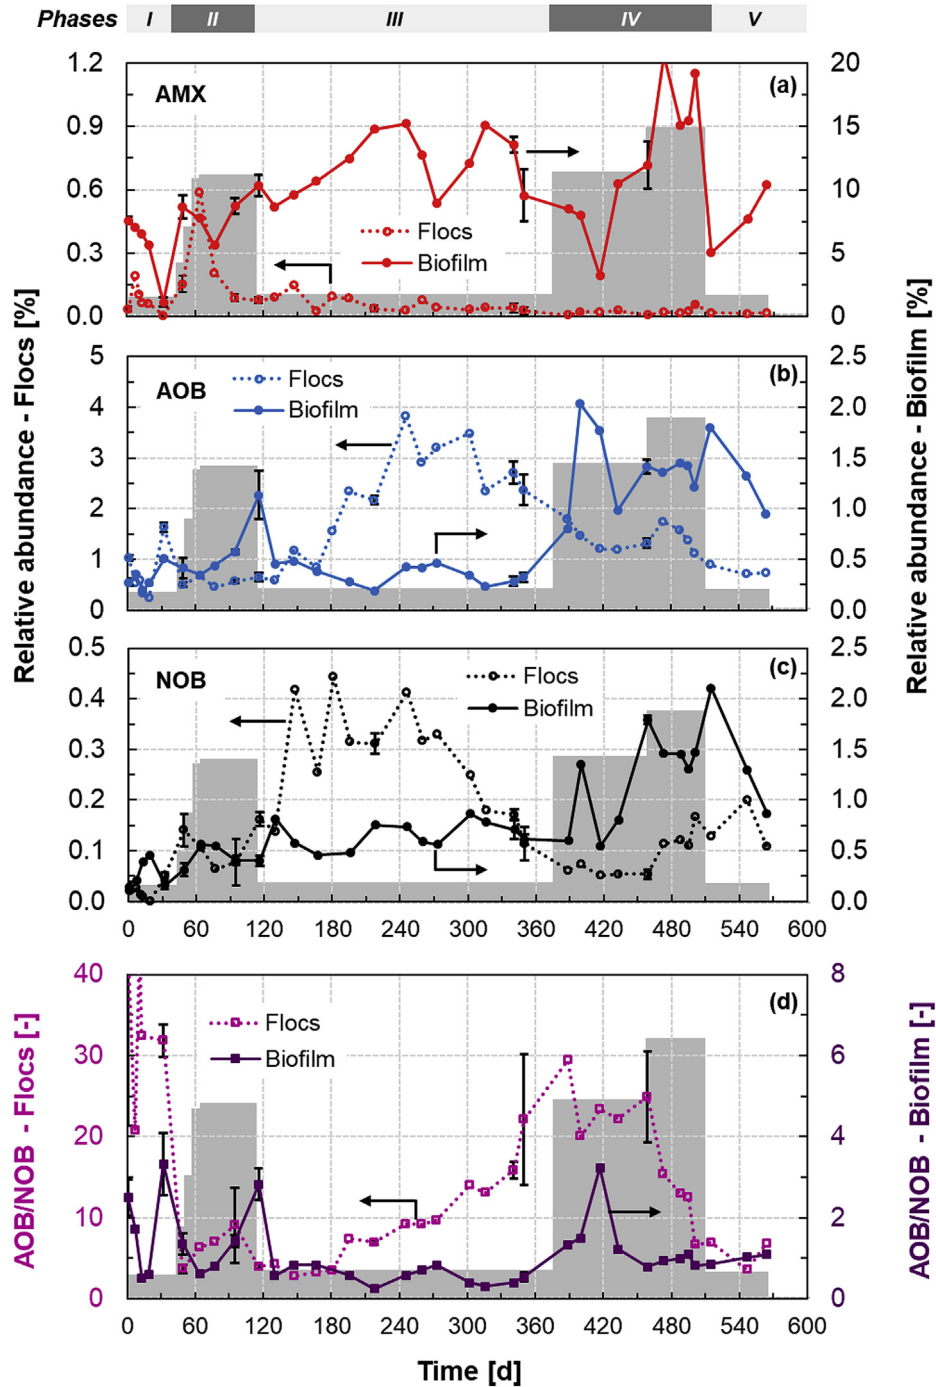 Phases I II III IV V
1.2 20
AMX (a)
0.9 15
0.6 10
Flocs
Biofilm
0.3 5
0.0 0
5 2.5
AOB Flocs (b)
Biofilm
4 2.0
3 1.5
2 1.0
1 0.5
0 0.0
0.5 2.5
NOB Flocs (c)
Biofilm
0.4 2.0
0.3 1.5
0.2 1.0
0.1 0.5
0.0 0.0
0 60 120 180 240 300 360 420 480 540 600
Relative abundance - Flocs [%]
Relative abundance - Biofilm [%]
40 8
(d)
Flocs
Biofilm
30 6
20 4
10 2
0 0
0 60 120 180 240 300 360 420 480 540 600
AOB/NOB - Flocs [-]
AOB/NOB - Biofilm [-]
Time [d]